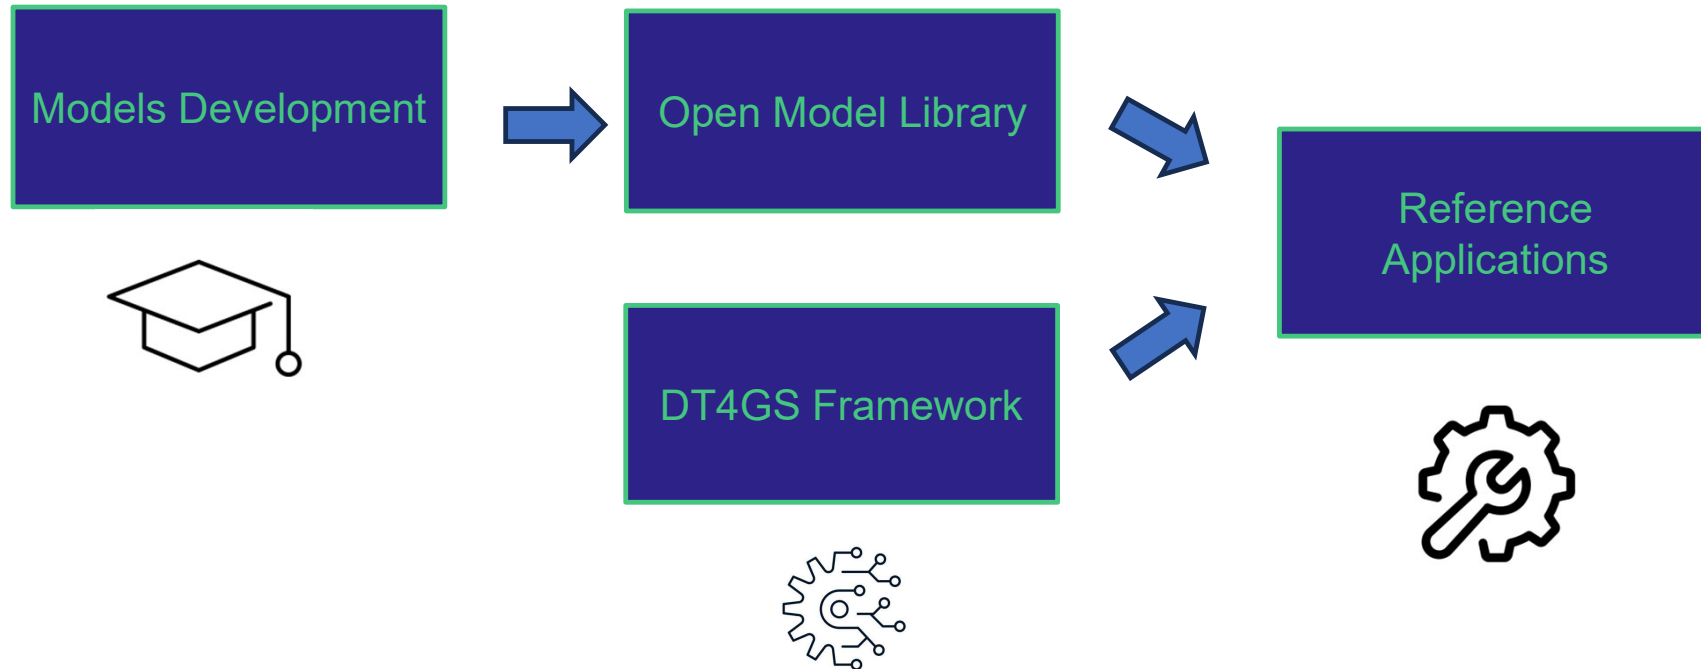 Models Development
Open Model Library
Reference
Applications
DT4GS Framework